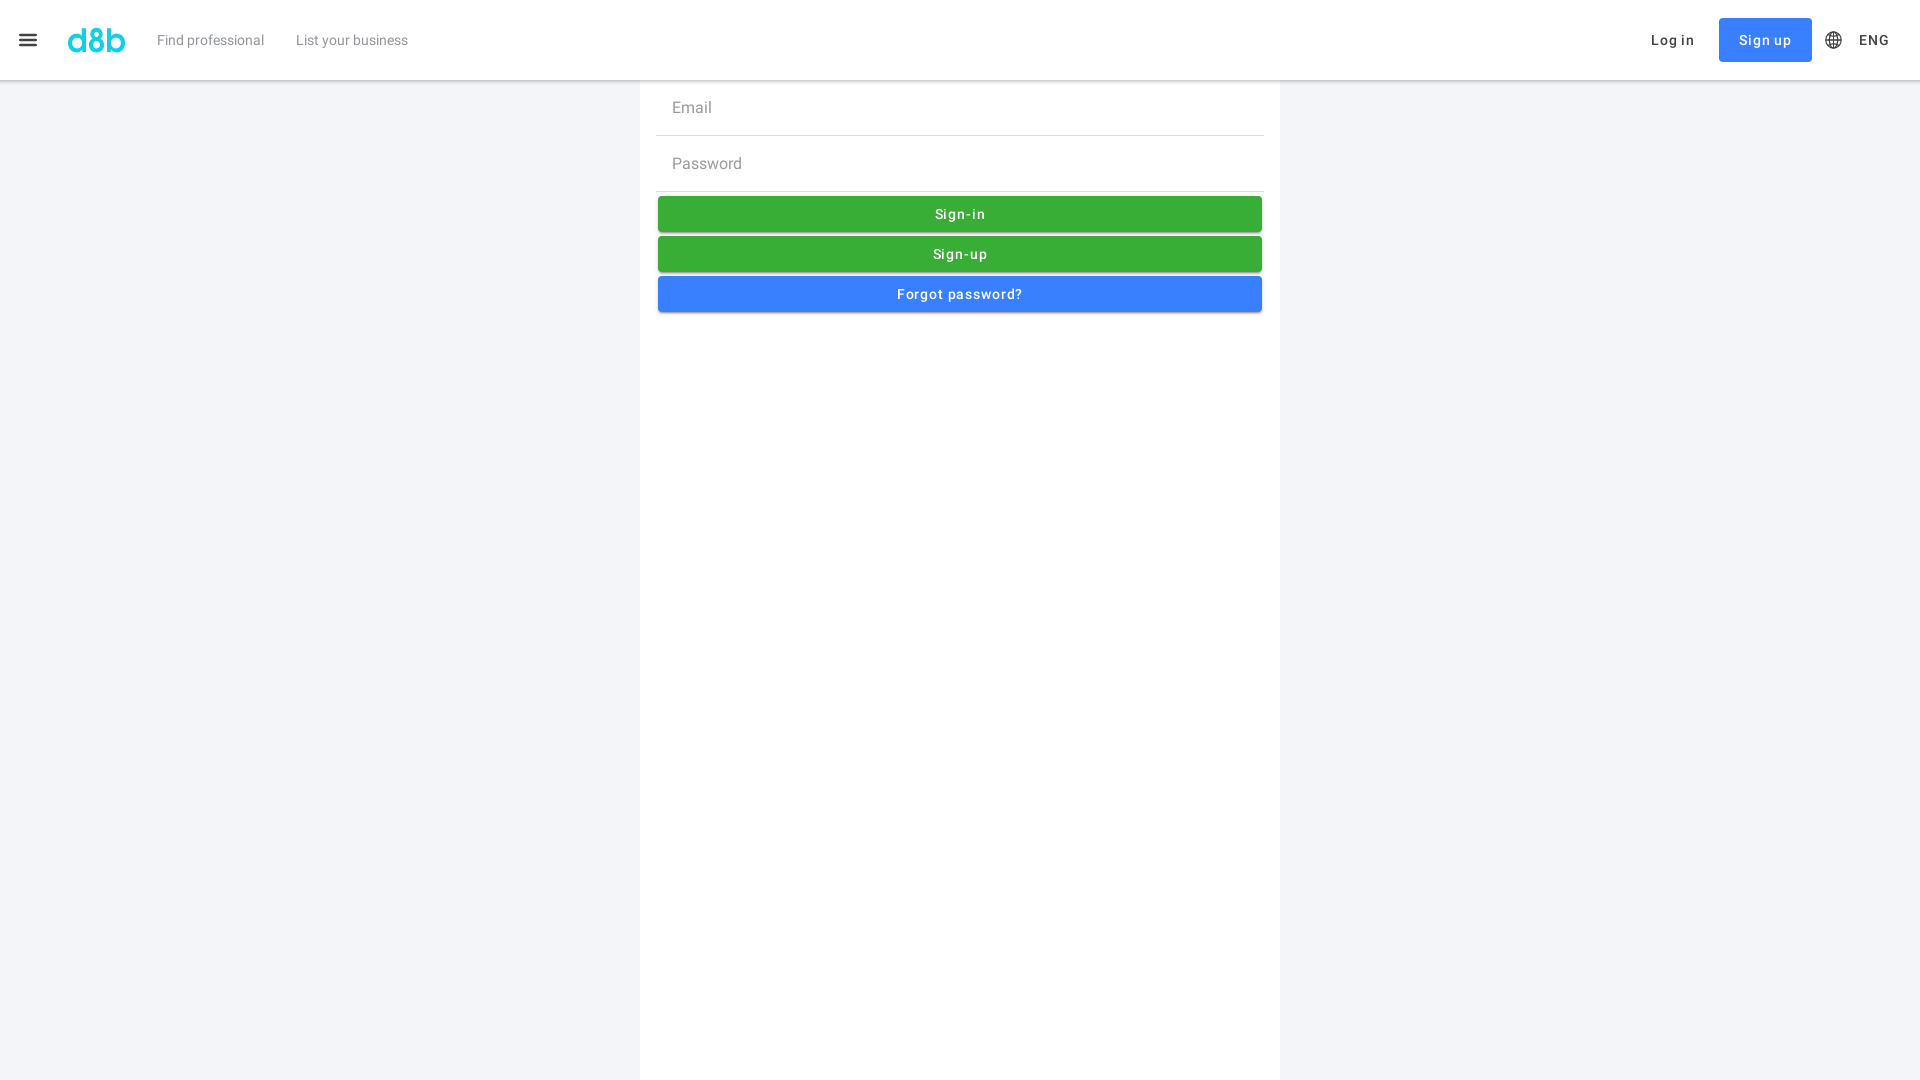 d8b
Find professional
List your business
Log in
Sign up
ENG
Email
Password
Sign-in
Sign-up
Forgot password?